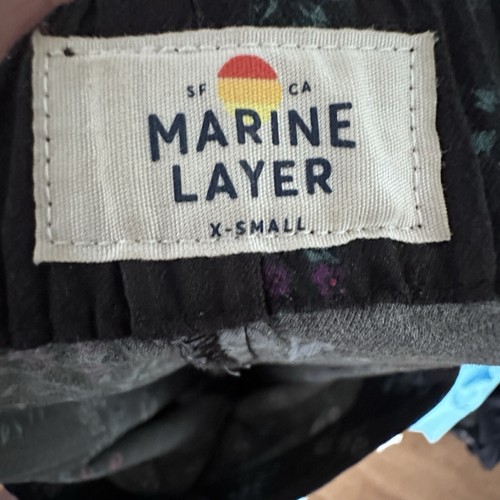 SF CA
MARINE
LAYER
X-SMALL